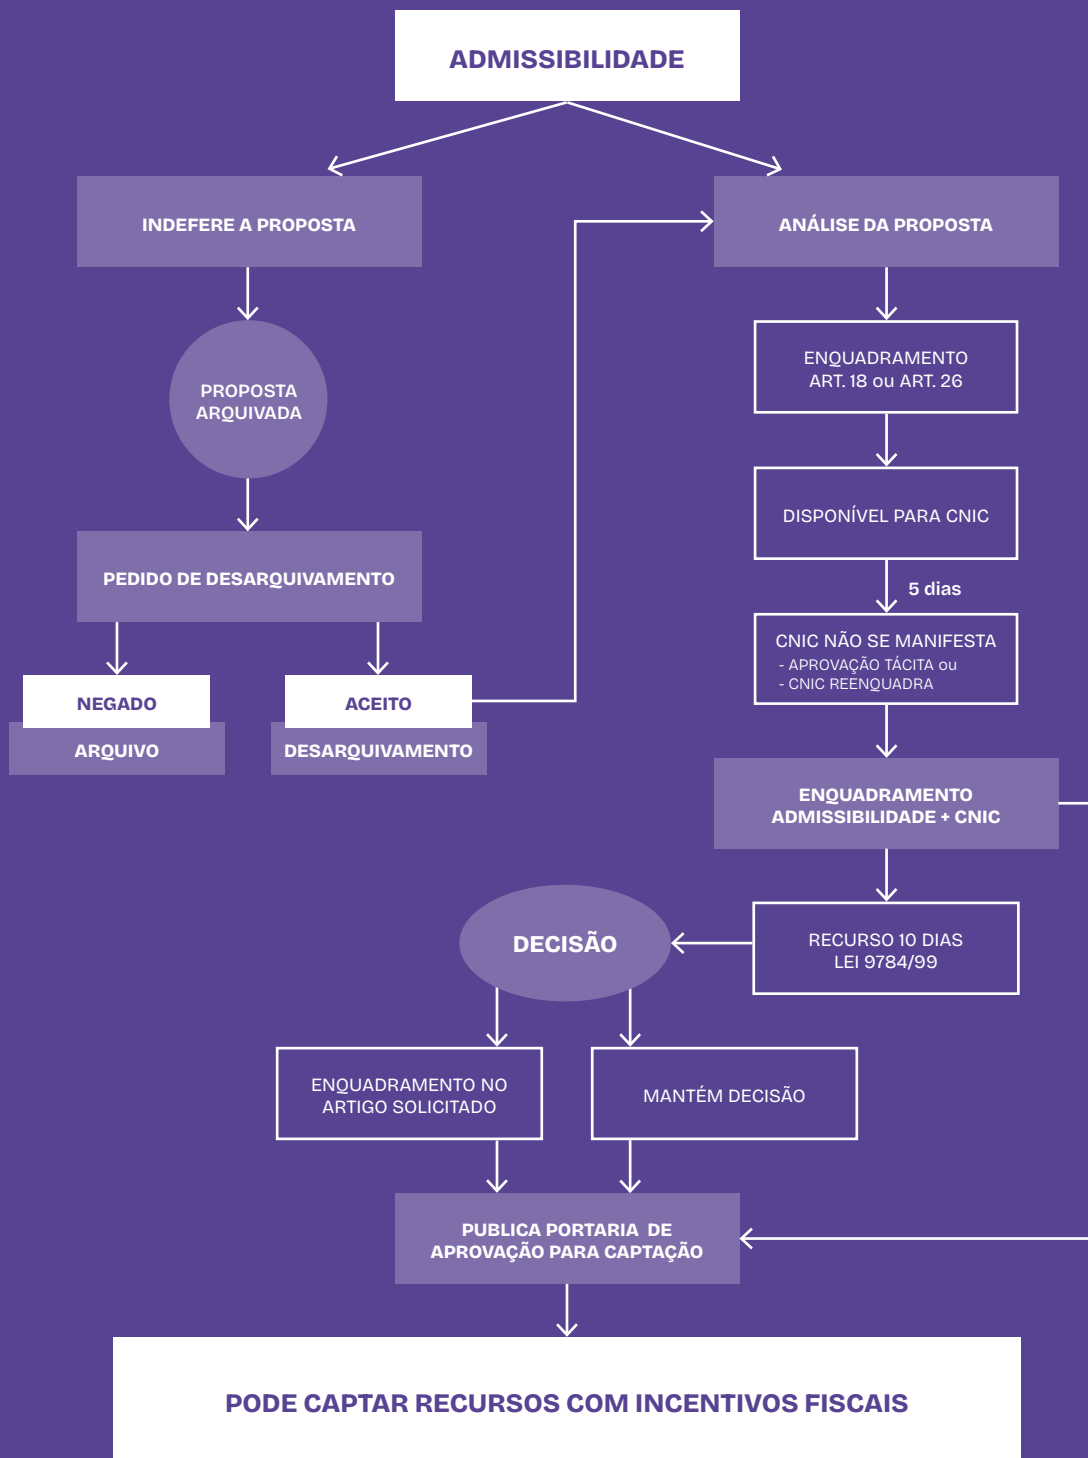 ADMISSIBILIDADE
INDEFERE A PROPOSTA
ANÁLISE DA PROPOSTA
PROPOSTA
ARQUIVADA
ENQUADRAMENTO
ART. 18 ou ART. 26
DISPONÍVEL PARA CNIC
PEDIDO DE DESARQUIVAMENTO
5 dias
CNIC NÃO SE MANIFESTA
- APROVAÇÃO TÁCITA ou
- CNIC REENQUADRA
NEGADO
ARQUIVO
ACEITO
DESARQUIVAMENTO
ENQUADRAMENTO
ADMISSIBILIDADE + CNIC
RECURSO 10 DIAS
LEI 9784/99
DECISÃO
ENQUADRAMENTO NO
ARTIGO SOLICITADO
MANTÉM DECISÃO
PUBLICA PORTARIA DE
APROVAÇÃO PARA CAPTAÇÃO
PODE CAPTAR RECURSOS COM INCENTIVOS FISCAIS